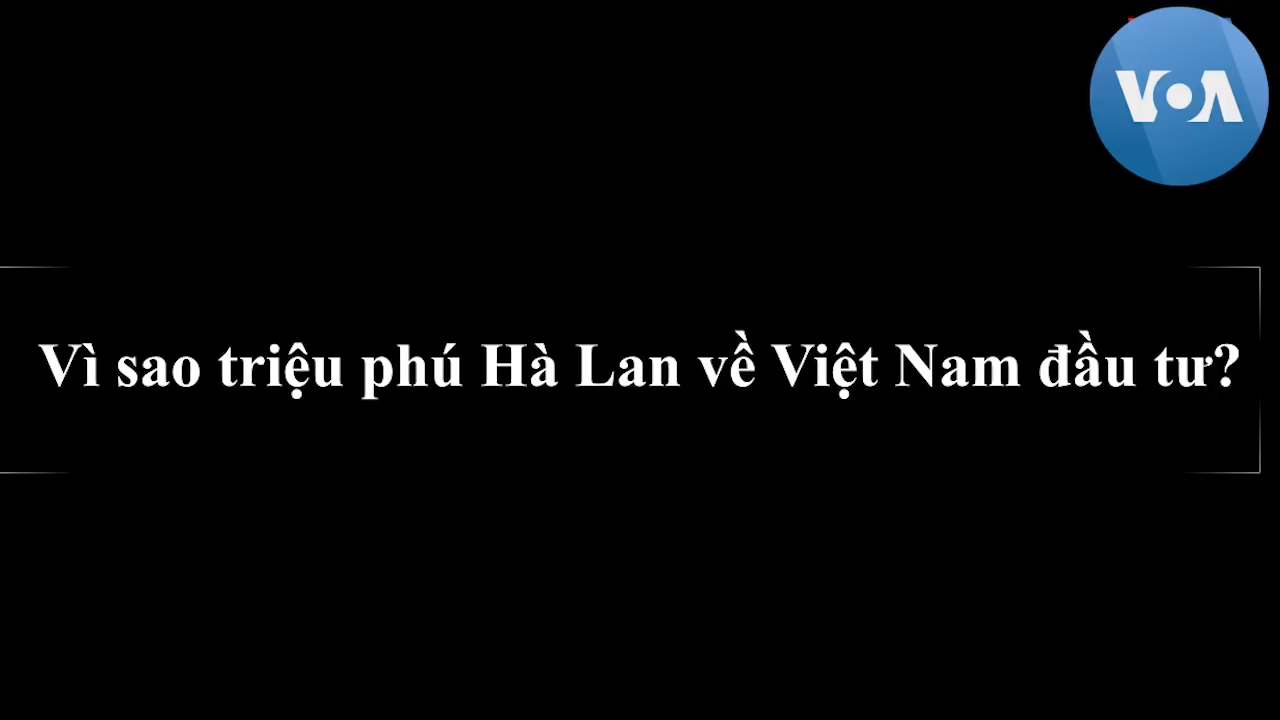 VOA
Vì sao triệu phú Hà Lan về Việt Nam đầu tư?